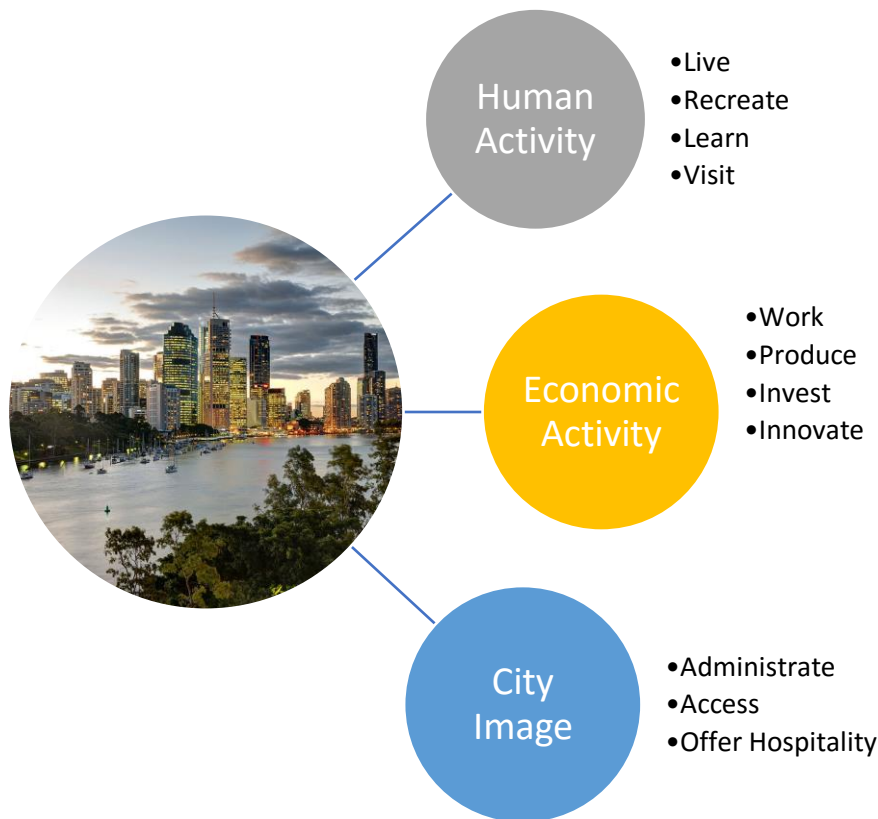 Human
Activity
•Live
•Recreate
•Learn
•Visit
Economic
Activity
•Work
•Produce
•Invest
•Innovate
City
Image
•Administrate
•Access
•Offer Hospitality